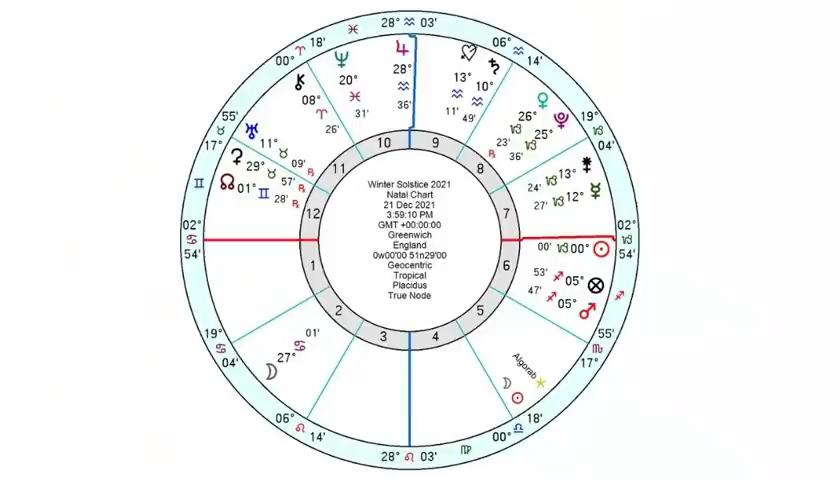 28° ♒ 03'
06° ♒ 14'
19° ♑ 04'
02° ♑ 54'
♐
55' ♏ 17°
18' ♎ 00°
♍
28° ♌ 03'
06° ♌ 14'
19° ♋ 04'
02° ♋ 54'
♊
55' ♉ 17°
00° ♈ 18'
♓
♆ 20° ♓ 31'
♃ 28° ♒ 36'
13° ♒ 11'
♄ 10° ♒ 49'
♀ 26° ♑ 23' ℞
♇ 25° ♑ 36'
⚵ 13° ♑ 24'
☿ 12° ♑ 27'
☉ 00° ♑ 00'
⊗ 05° ♐ 53'
♂ 05° ♐ 47'
Algorab
☽
☉
☽ 27° ♋ 01'
☊ 01° ♊ 28' ℞
⚳ 29° ♉ 57' ℞
♅ 11° ♉ 09' ℞
⚷ 08° ♈ 26'
1
2
3
4
5
6
7
8
9
10
11
12
Winter Solstice 2021
Natal Chart
21 Dec 2021
3:59:10 PM
GMT +00:00:00
Greenwich
England
0w00'00 51n29'00
Geocentric
Tropical
Placidus
True Node